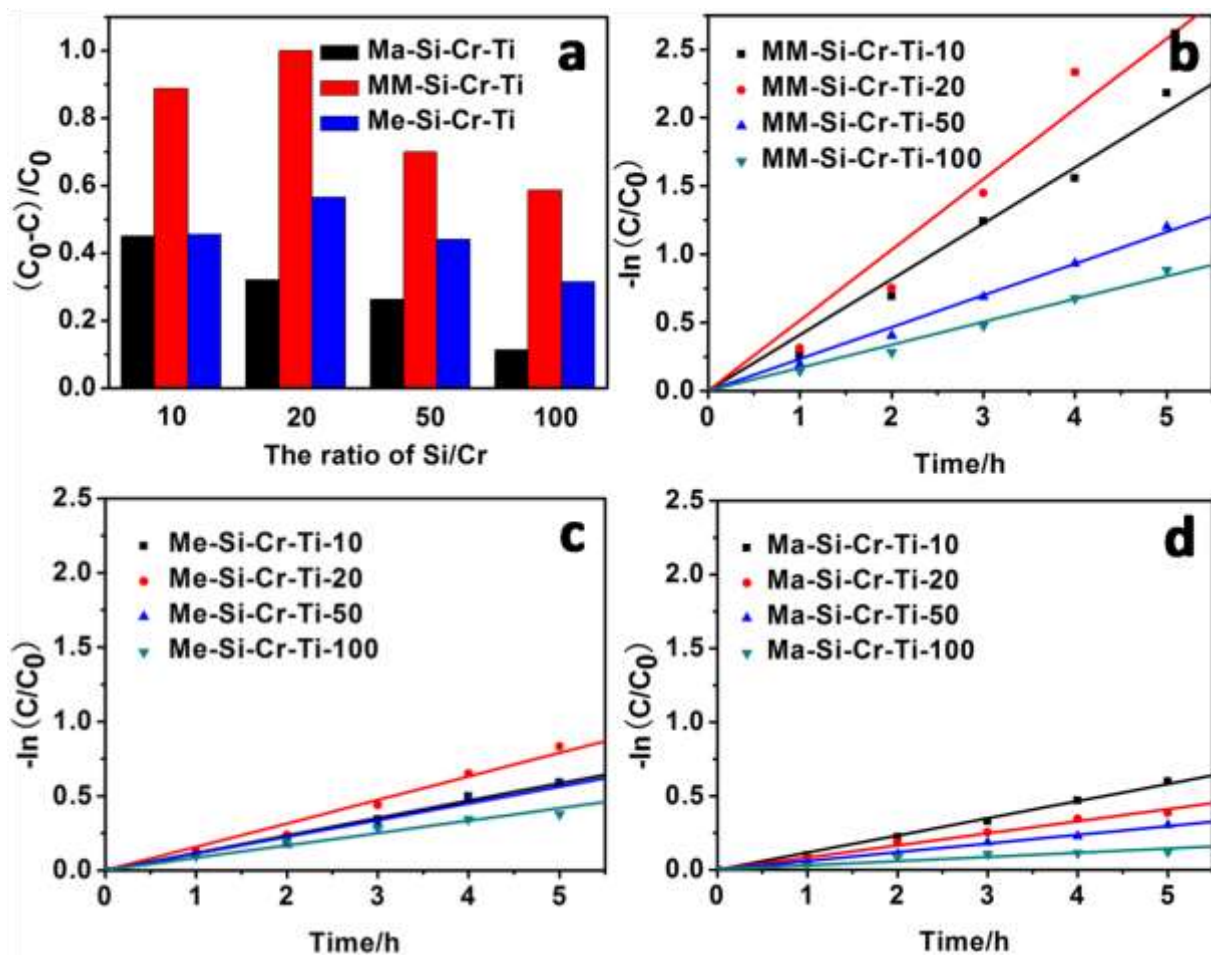 a
Ma-Si-Cr-Ti
MM-Si-Cr-Ti
Me-Si-Cr-Ti
1.0
0.8
0.6
0.4
0.2
0.0
(C0-C)/C0
10 20 50 100
The ratio of Si/Cr
b
MM-Si-Cr-Ti-10
MM-Si-Cr-Ti-20
MM-Si-Cr-Ti-50
MM-Si-Cr-Ti-100
2.5
2.0
1.5
1.0
0.5
0.0
-ln(C/C0)
0 1 2 3 4 5
Time/h
c
Me-Si-Cr-Ti-10
Me-Si-Cr-Ti-20
Me-Si-Cr-Ti-50
Me-Si-Cr-Ti-100
2.5
2.0
1.5
1.0
0.5
0.0
-ln(C/C0)
0 1 2 3 4 5
Time/h
d
Ma-Si-Cr-Ti-10
Ma-Si-Cr-Ti-20
Ma-Si-Cr-Ti-50
Ma-Si-Cr-Ti-100
2.5
2.0
1.5
1.0
0.5
0.0
-ln(C/C0)
0 1 2 3 4 5
Time/h